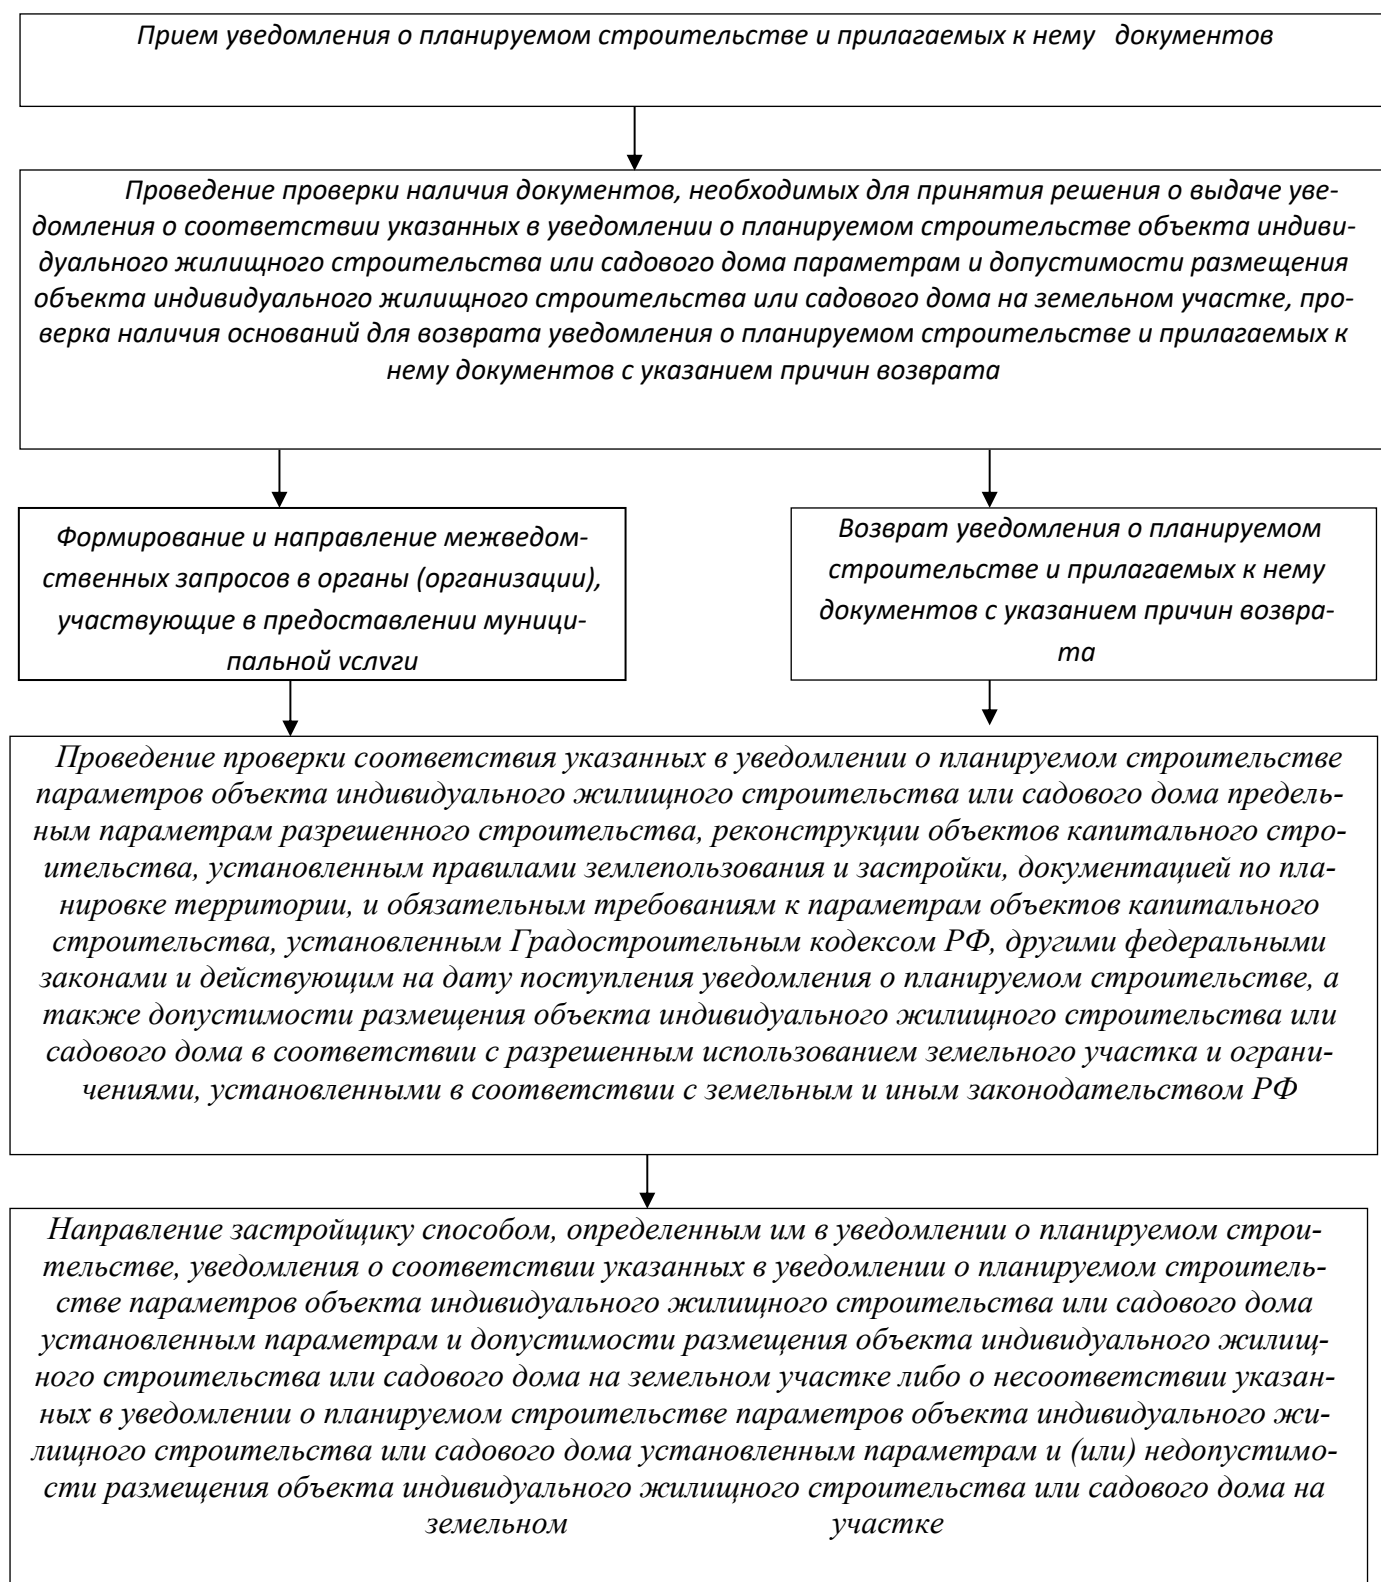 Прием уведомления о планируемом строительстве и прилагаемых к нему документов
Проведение проверки наличия документов, необходимых для принятия решения о выдаче уве-
домления о соответствии указанных в уведомлении о планируемом строительстве объекта индиви-
дуального жилищного строительства или садового дома параметрам и допустимости размещения
объекта индивидуального жилищного строительства или садового дома на земельном участке, про-
верка наличия оснований для возврата уведомления о планируемом строительстве и прилагаемых к
нему документов с указанием причин возврата
Формирование и направление межведом-
ственных запросов в органы (организации),
участвующие в предоставлении муници-
пальной услуги
Возврат уведомления о планируемом
строительстве и прилагаемых к нему
документов с указанием причин возвра-
та
Проведение проверки соответствия указанных в уведомлении о планируемом строительстве
параметров объекта индивидуального жилищного строительства или садового дома предель-
ным параметрам разрешенного строительства, реконструкции объектов капитального стро-
ительства, установленным правилами землепользования и застройки, документацией по пла-
нировке территории, и обязательным требованиям к параметрам объектов капитального
строительства, установленным Градостроительным кодексом РФ, другими федеральными
законами и действующим на дату поступления уведомления о планируемом строительстве, а
также допустимости размещения объекта индивидуального жилищного строительства или
садового дома в соответствии с разрешенным использованием земельного участка и ограни-
чениями, установленными в соответствии с земельным и иным законодательством РФ
Направление застройщику способом, определенным им в уведомлении о планируемом строи-
тельстве, уведомления о соответствии указанных в уведомлении о планируемом строитель-
стве параметров объекта индивидуального жилищного строительства или садового дома
установленным параметрам и допустимости размещения объекта индивидуального жилищ-
ного строительства или садового дома на земельном участке либо о несоответствии указан-
ных в уведомлении о планируемом строительстве параметров объекта индивидуального жи-
лищного строительства или садового дома установленным параметрам и (или) недопустимо-
сти размещения объекта индивидуального жилищного строительства или садового дома на
земельном участке